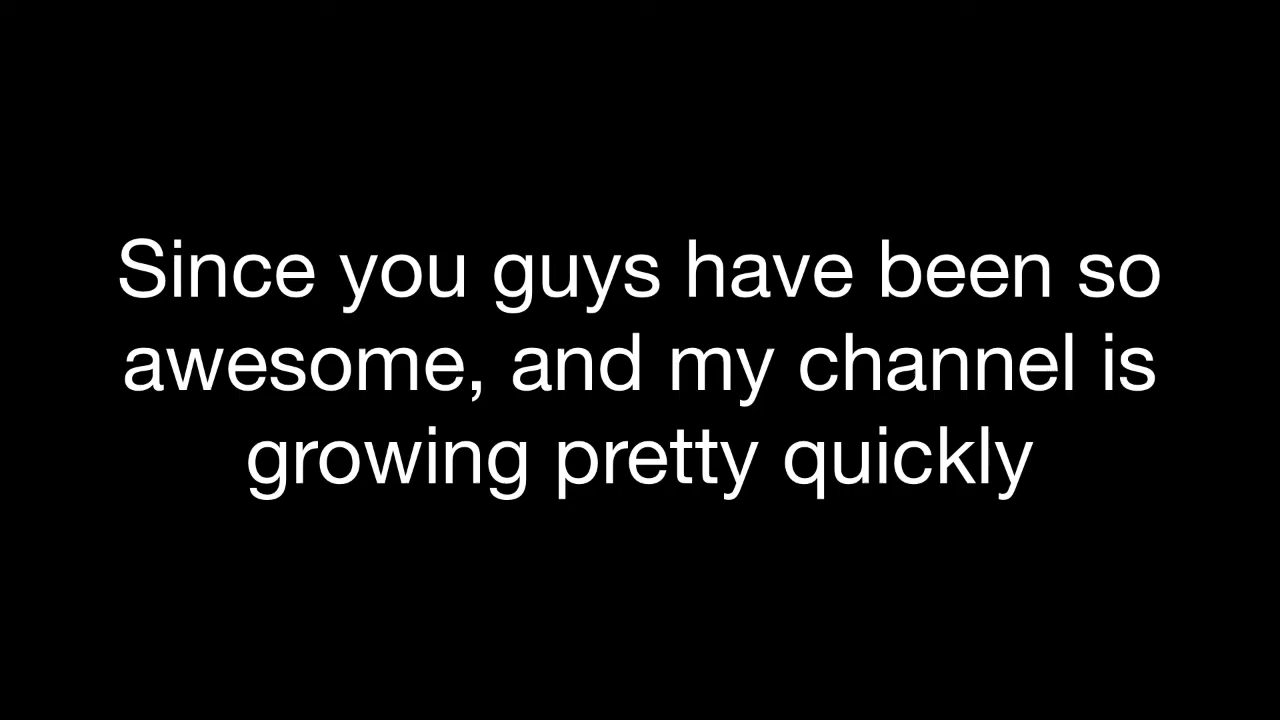 Since you guys have been so
awesome, and my channel is
growing pretty quickly